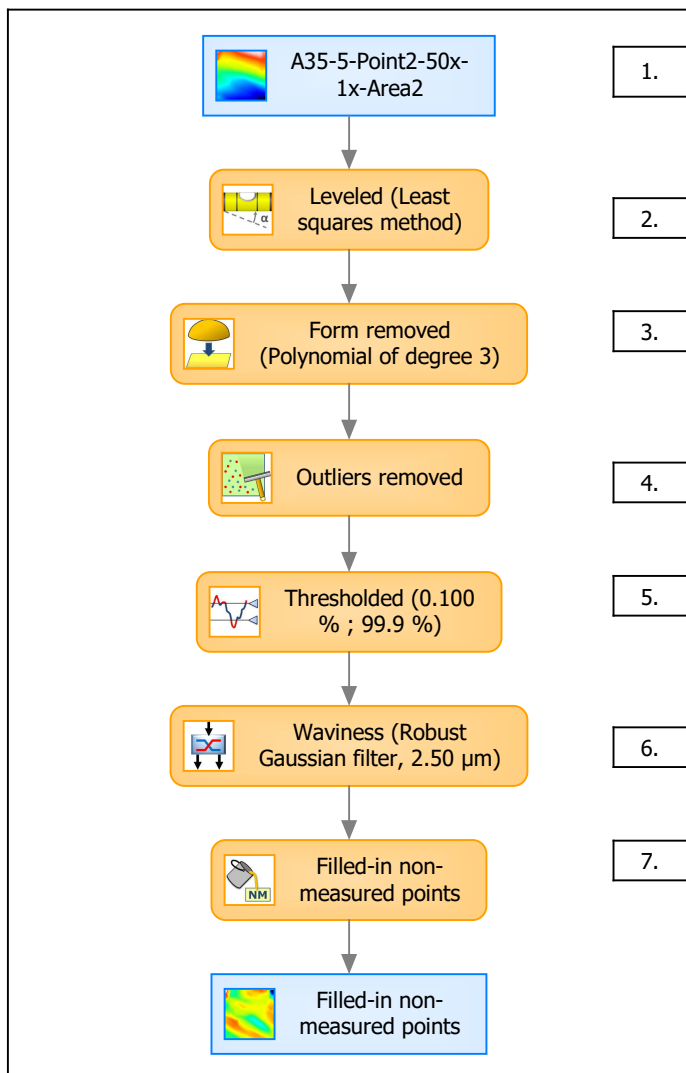 A35-5-Point2-50x-
1x-Area2
1.
Leveled (Least
squares method)
α
2.
Form removed
(Polynomial of degree 3)
3.
Outliers removed
4.
Thresholded (0.100
% ; 99.9 %)
5.
Waviness (Robust
Gaussian filter, 2.50 µm)
6.
Filled-in non-
measured points
NM
7.
Filled-in non-
measured points